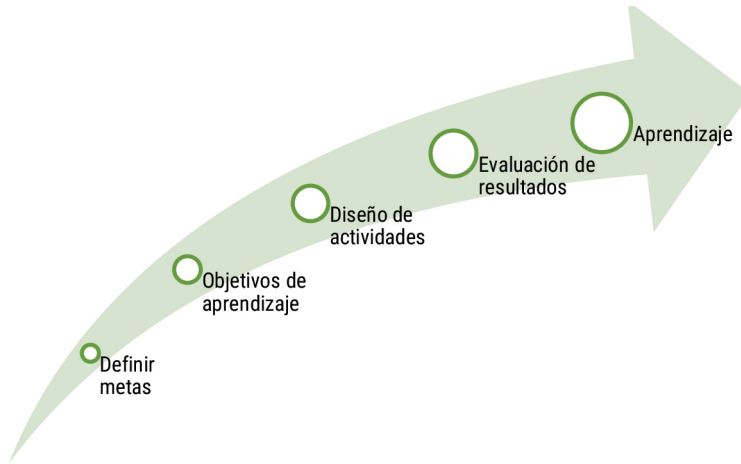 Definir
metas
Objetivos de
aprendizaje
Diseño de
actividades
Evaluación de
resultados
Aprendizaje